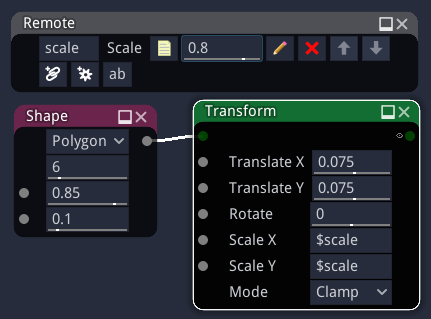 Remote
scale Scale 0.8
ab
Shape
Polygon
6
0.85
0.1
Transform
Translate X 0.075
Translate Y 0.075
Rotate 0
Scale X $scale
Scale Y $scale
Mode Clamp